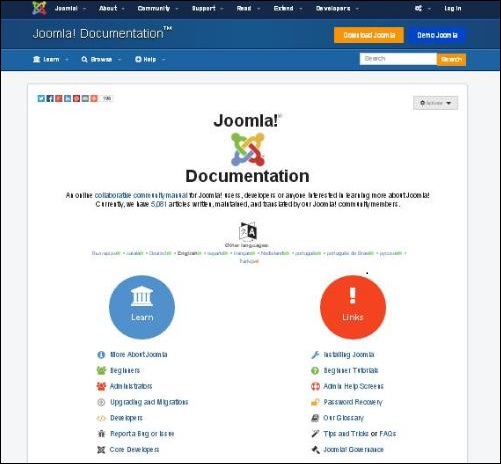 Joomla! About Community Support Read Extend Developers Log In
Joomla! Documentation™
Download Joomla Demo Joomla
Learn Browse Help
Search Search
Actions
Joomla!®
Documentation
An online collaborative community manual for Joomla! users, developers or anyone interested in learning more about Joomla!
Currently, we have articles written, maintained, and translated by our Joomla! community members.
Other languages:
català • Deutsch • English • español • français • Nederlands • português • português do Brasil • русский •
Türkçe
Learn
Links
More About Joomla
Installing Joomla
Beginners
Beginner Tutorials
Administrators
Admin Help Screens
Upgrading and Migrations
Password Recovery
Developers
Our Glossary
Report a Bug or Issue
Tips and Tricks or FAQs
Core Developers
Joomla! Governance